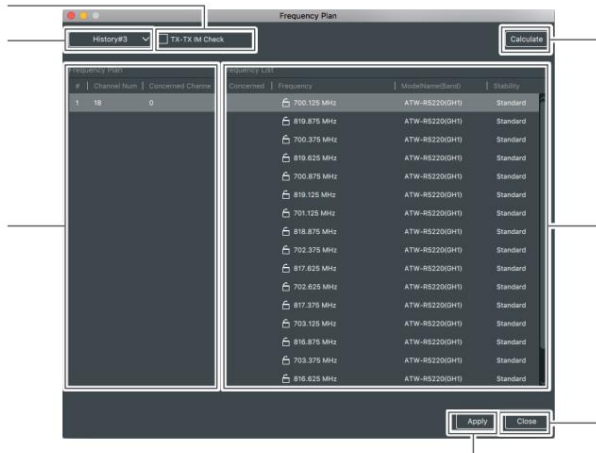 Frequency Plan
History#3 TX-TX IM Check Calculate
Frequency Plan Frequency List
# Channel Num Concerned Channe Concerned Frequency ModelName(Band) Stability
1 18 0 700.125 MHz ATW-R5220(GH1) Standard
819.875 MHz ATW-R5220(GH1) Standard
700.375 MHz ATW-R5220(GH1) Standard
819.625 MHz ATW-R5220(GH1) Standard
700.875 MHz ATW-R5220(GH1) Standard
819.125 MHz ATW-R5220(GH1) Standard
701.125 MHz ATW-R5220(GH1) Standard
818.875 MHz ATW-R5220(GH1) Standard
702.375 MHz ATW-R5220(GH1) Standard
817.625 MHz ATW-R5220(GH1) Standard
702.625 MHz ATW-R5220(GH1) Standard
817.375 MHz ATW-R5220(GH1) Standard
703.125 MHz ATW-R5220(GH1) Standard
816.875 MHz ATW-R5220(GH1) Standard
703.375 MHz ATW-R5220(GH1) Standard
816.625 MHz ATW-R5220(GH1) Standard
Apply Close